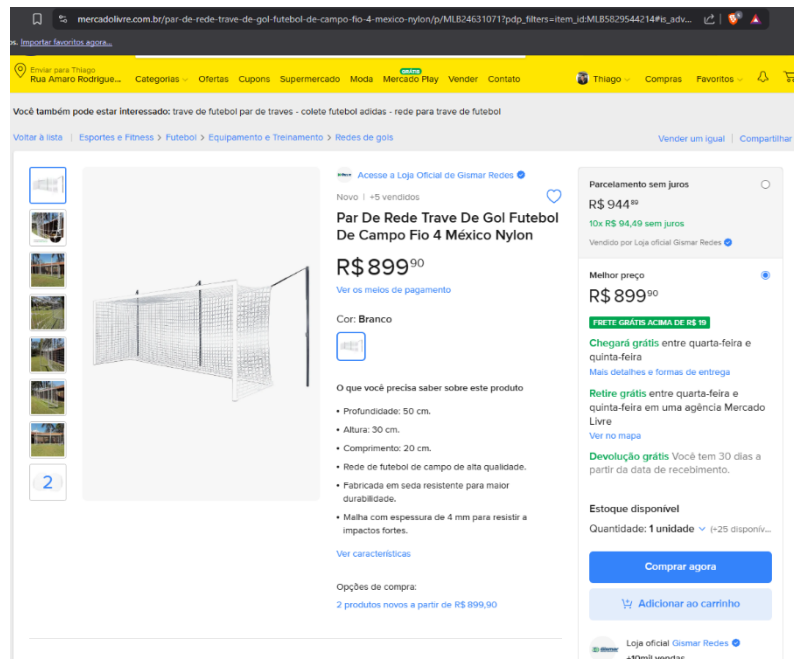 mercadolivre.com.br/par-de-rede-trave-de-gol-futebol-de-campo-fio-4-mexico-nylon/p/MLB24631071?pdp_filters=item_id:MLB5829544214#is_adv...
os. Importar favoritos agora...
Enviar para Thiago
Rua Amaro Rodrigue...
Categorias
Ofertas
Cupons
Supermercado
Moda
GRÁTIS
Mercado Play
Vender
Contato
Thiago
Compras
Favoritos
Você também pode estar interessado: trave de futebol par de traves - colete futebol adidas - rede para trave de futebol
Voltar à lista | Esportes e Fitness > Futebol > Equipamento e Treinamento > Redes de gols
Vender um igual | Compartilhar
2
Acesse a Loja Oficial de Gismar Redes
Novo | +5 vendidos
Par De Rede Trave De Gol Futebol
De Campo Fio 4 México Nylon
R$ 899 90
Ver os meios de pagamento
Cor: Branco
O que você precisa saber sobre este produto
• Profundidade: 50 cm.
• Altura: 30 cm.
• Comprimento: 20 cm.
• Rede de futebol de campo de alta qualidade.
• Fabricada em seda resistente para maior
durabilidade.
• Malha com espessura de 4 mm para resistir a
impactos fortes.
Ver características
Opções de compra:
2 produtos novos a partir de R$ 899,90
Parcelamento sem juros
R$ 944 89
10x R$ 94,49 sem juros
Vendido por Loja oficial Gismar Redes
Melhor preço
R$ 899 90
FRETE GRÁTIS ACIMA DE R$ 19
Chegará grátis entre quarta-feira e
quinta-feira
Mais detalhes e formas de entrega
Retire grátis entre quarta-feira e
quinta-feira em uma agência Mercado
Livre
Ver no mapa
Devolução grátis Você tem 30 dias a
partir da data de recebimento.
Estoque disponível
Quantidade: 1 unidade (+25 disponív...
Comprar agora
Adicionar ao carrinho
Gismar
Loja oficial Gismar Redes
+10mil vendas